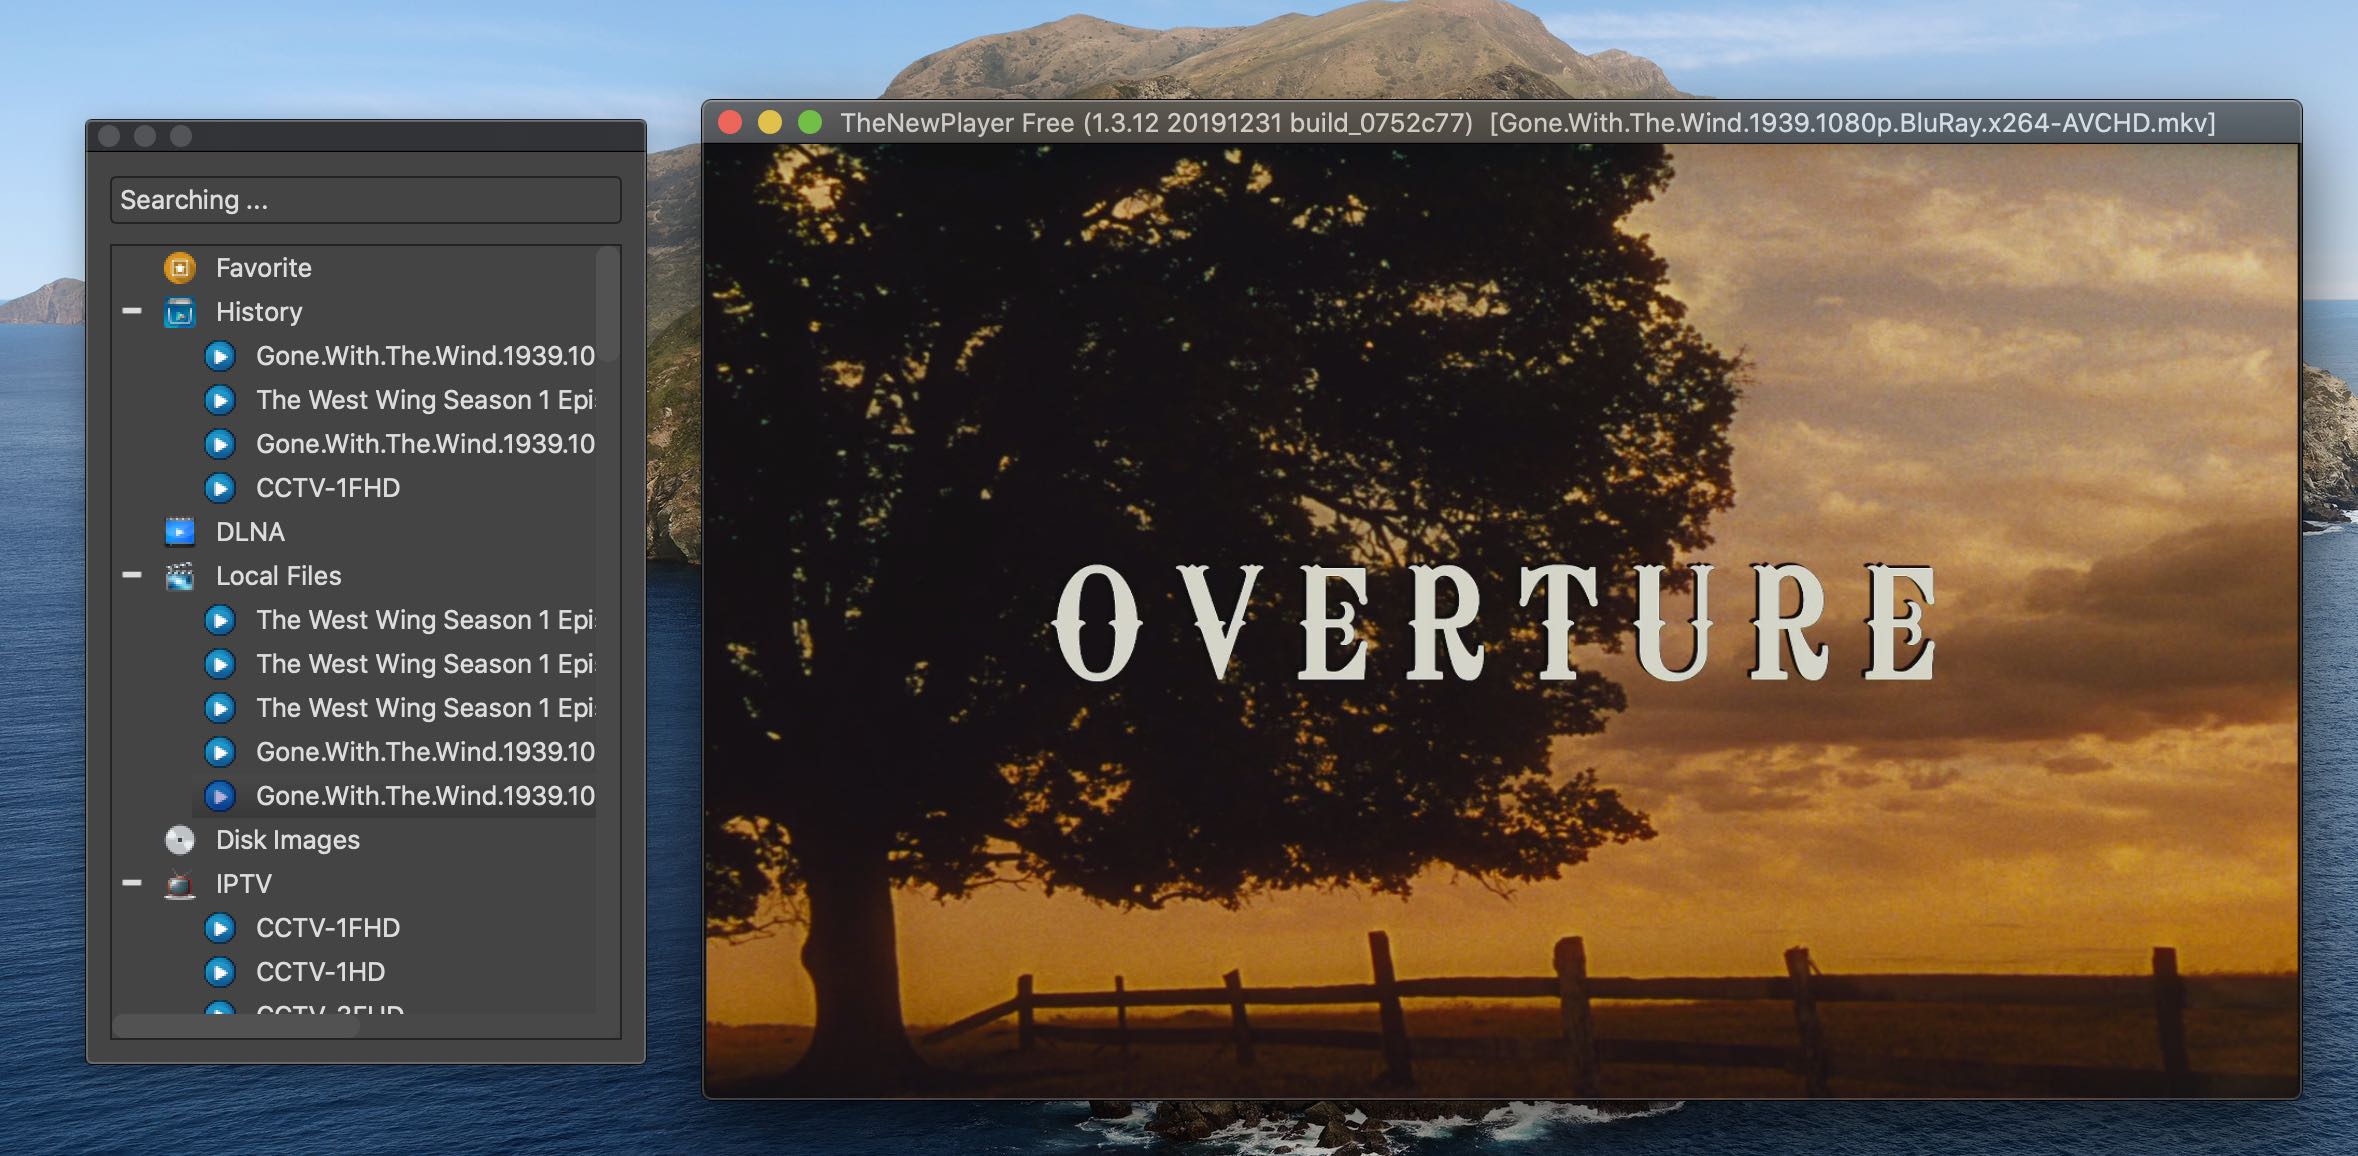 Searching ...
Favorite
History
Gone.With.The.Wind.1939.10
The West Wing Season 1 Epi
Gone.With.The.Wind.1939.10
CCTV-1FHD
DLNA
Local Files
The West Wing Season 1 Epi
The West Wing Season 1 Epi
The West Wing Season 1 Epi
Gone.With.The.Wind.1939.10
Gone.With.The.Wind.1939.10
Disk Images
IPTV
CCTV-1FHD
CCTV-1HD
TheNewPlayer Free (1.3.12 20191231 build_0752c77) [Gone.With.The.Wind.1939.1080p.BluRay.x264-AVCHD.mkv]
OVERTURE